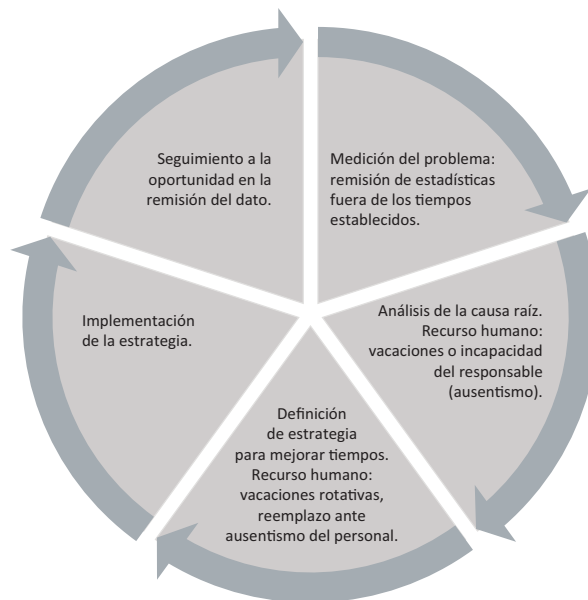 Seguimiento a la
oportunidad en la
remisión del dato.
Medición del problema:
remisión de estadísticas
fuera de los tiempos
establecidos.
Análisis de la causa raíz.
Recurso humano:
vacaciones o incapacidad
del responsable
(ausentismo).
Definición
de estrategia
para mejorar tiempos.
Recurso humano:
vacaciones rotativas,
reemplazo ante
ausentismo del personal.
Implementación
de la estrategia.